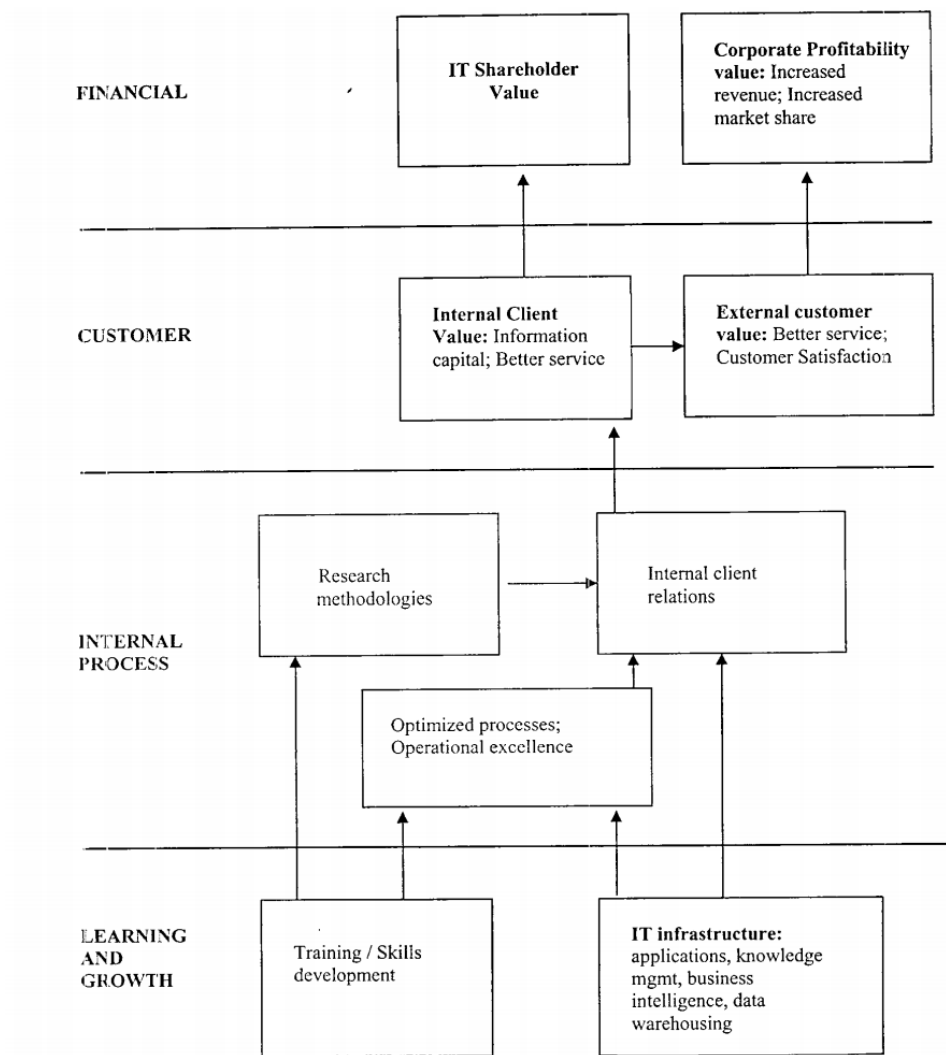 FINANCIAL
IT Shareholder
Value
Corporate Profitability
value: Increased
revenue; Increased
market share
CUSTOMER
Internal Client
Value: Information
capital; Better service
External customer
value: Better service;
Customer Satisfaction
INTERNAL
PROCESS
Research
methodologies
Internal client
relations
Optimized processes;
Operational excellence
LEARNING
AND
GROWTH
Training / Skills
development
IT infrastructure:
applications, knowledge
mgmt, business
intelligence, data
warehousing